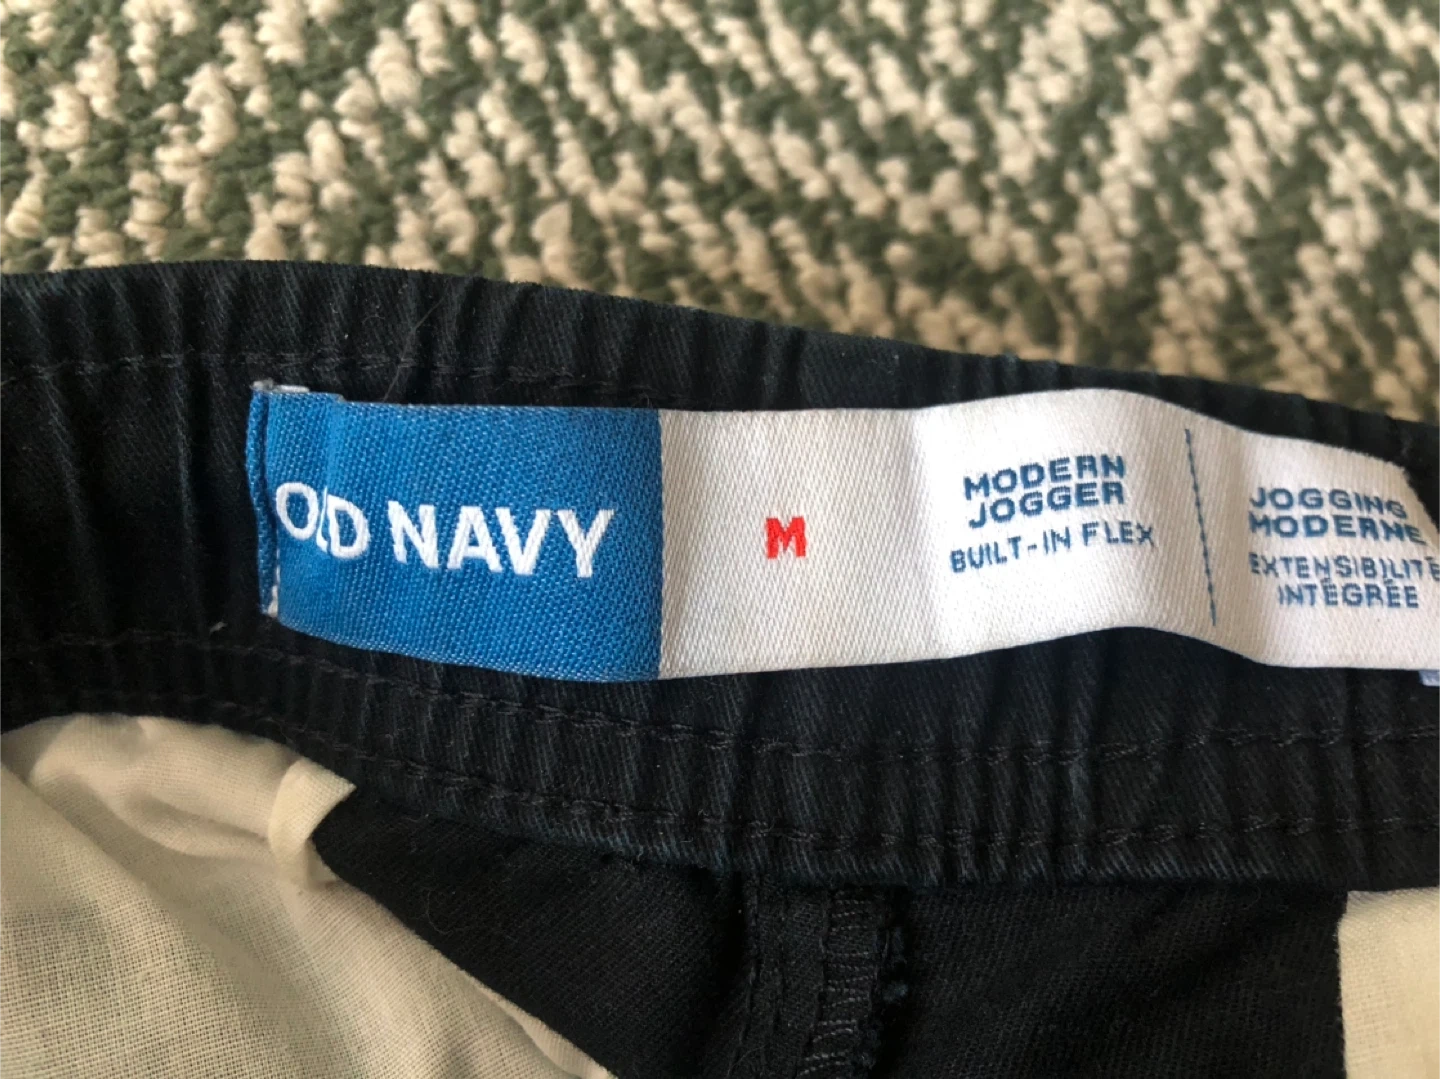 OLD NAVY
M
MODERN
JOGGER
BUILT-IN FLEX
JOGGING
MODERNE
EXTENSIBILITÉ
INTÉGRÉE